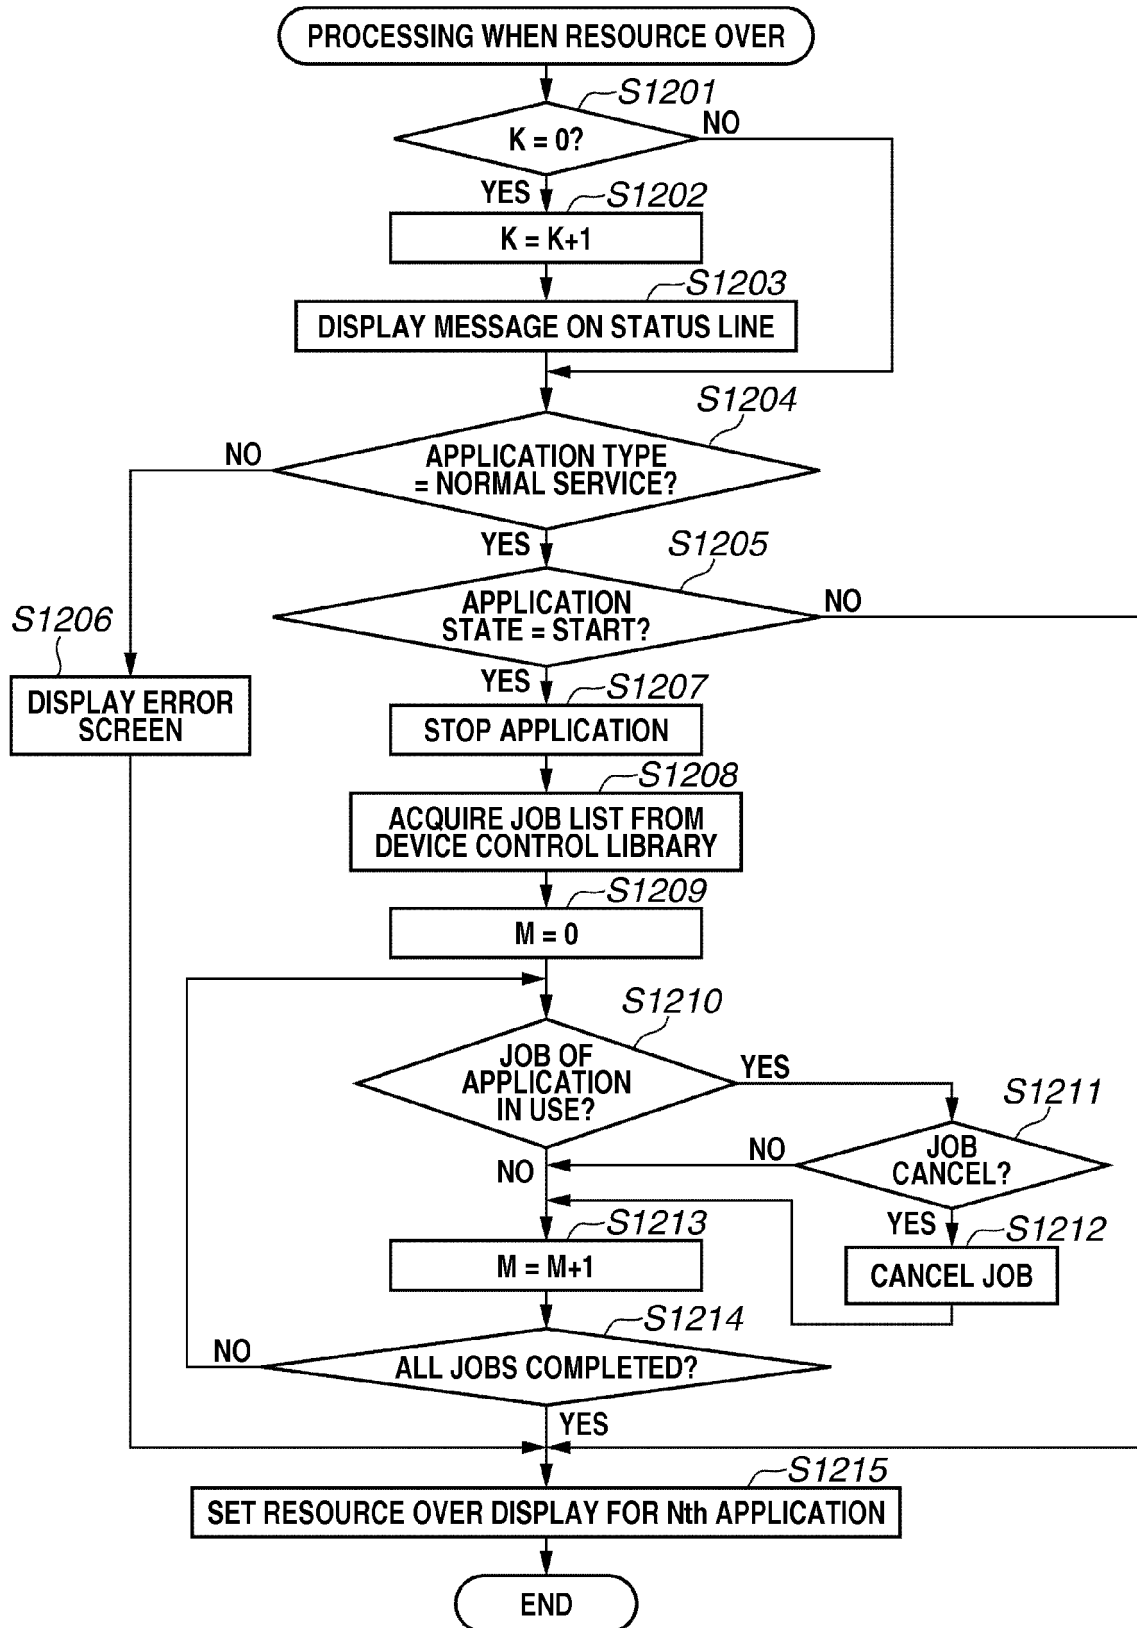 PROCESSING WHEN RESOURCE OVER
S1201
K = 0?
NO
YES
S1202
K = K+1
S1203
DISPLAY MESSAGE ON STATUS LINE
S1204
NO
APPLICATION TYPE
= NORMAL SERVICE?
YES
S1205
APPLICATION
STATE = START?
NO
S1206
DISPLAY ERROR
SCREEN
YES
S1207
STOP APPLICATION
S1208
ACQUIRE JOB LIST FROM
DEVICE CONTROL LIBRARY
S1209
M = 0
S1210
JOB OF
APPLICATION
IN USE?
YES
S1211
JOB
CANCEL?
NO
NO
YES
S1212
CANCEL JOB
S1213
M = M+1
S1214
NO
ALL JOBS COMPLETED?
YES
S1215
SET RESOURCE OVER DISPLAY FOR Nth APPLICATION
END